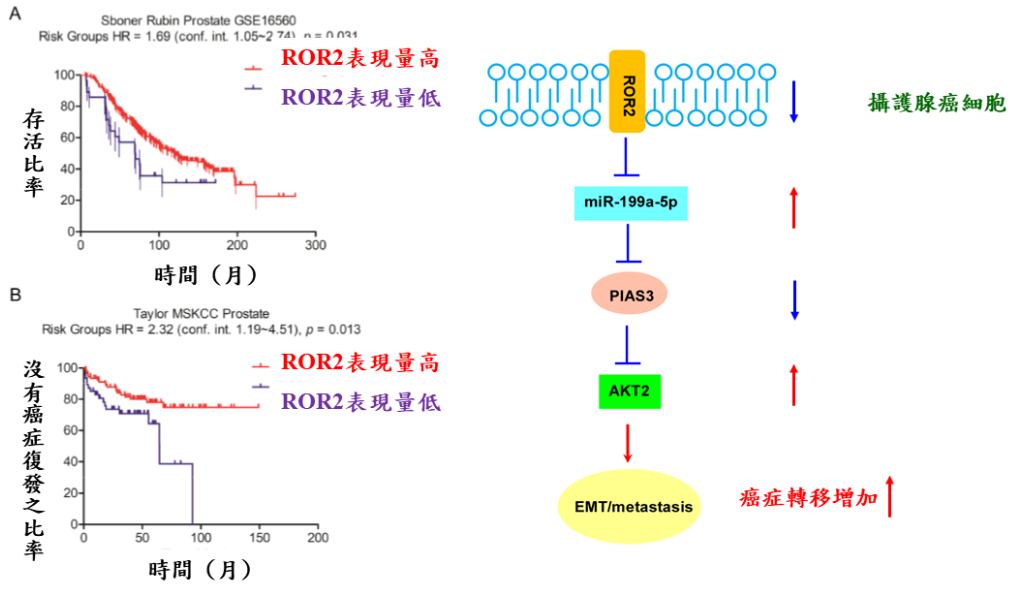 A
Sboner Rubin Prostate GSE16560
Risk Groups HR = 1.69 (conf. int. 1.05~2.74), p = 0.031
ROR2表現量高
ROR2表現量低
存活比率
100
80
60
40
20
0
0
100
200
300
時間（月）
B
Taylor MSKCC Prostate
Risk Groups HR = 2.32 (conf. int. 1.19~4.51), p = 0.013
ROR2表現量高
ROR2表現量低
沒有癌症復發之比率
100
80
60
40
20
0
0
50
100
150
200
時間（月）
ROR2
攝護腺癌細胞
miR-199a-5p
PIAS3
AKT2
EMT/metastasis
癌症轉移增加